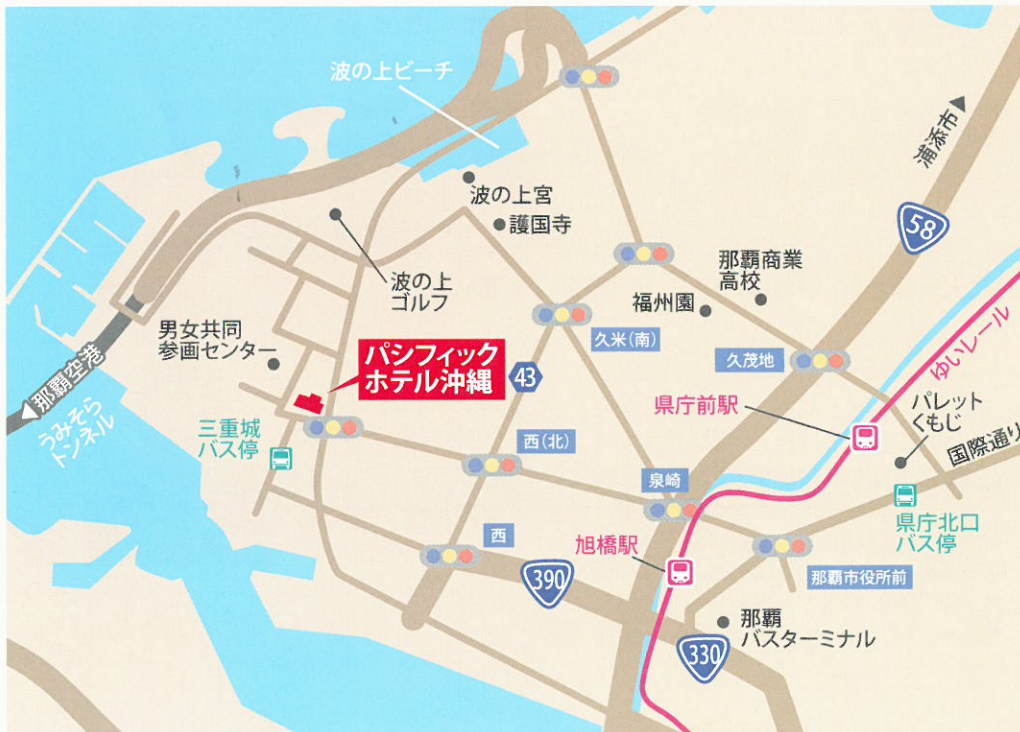 波の上ビーチ
浦添市
58
波の上宮
護国寺
那覇商業
高校
福州園
波の上
ゴルフ
久米(南)
ゆいレール
男女共同
参画センター
パシフィック
ホテル沖縄
43
久茂地
那覇空港
うみそら
トンネル
県庁前駅
パレット
くもじ
国際通り
三重城
バス停
西(北)
泉崎
県庁北口
バス停
西
旭橋駅
那覇市役所前
390
那覇
バスターミナル
330